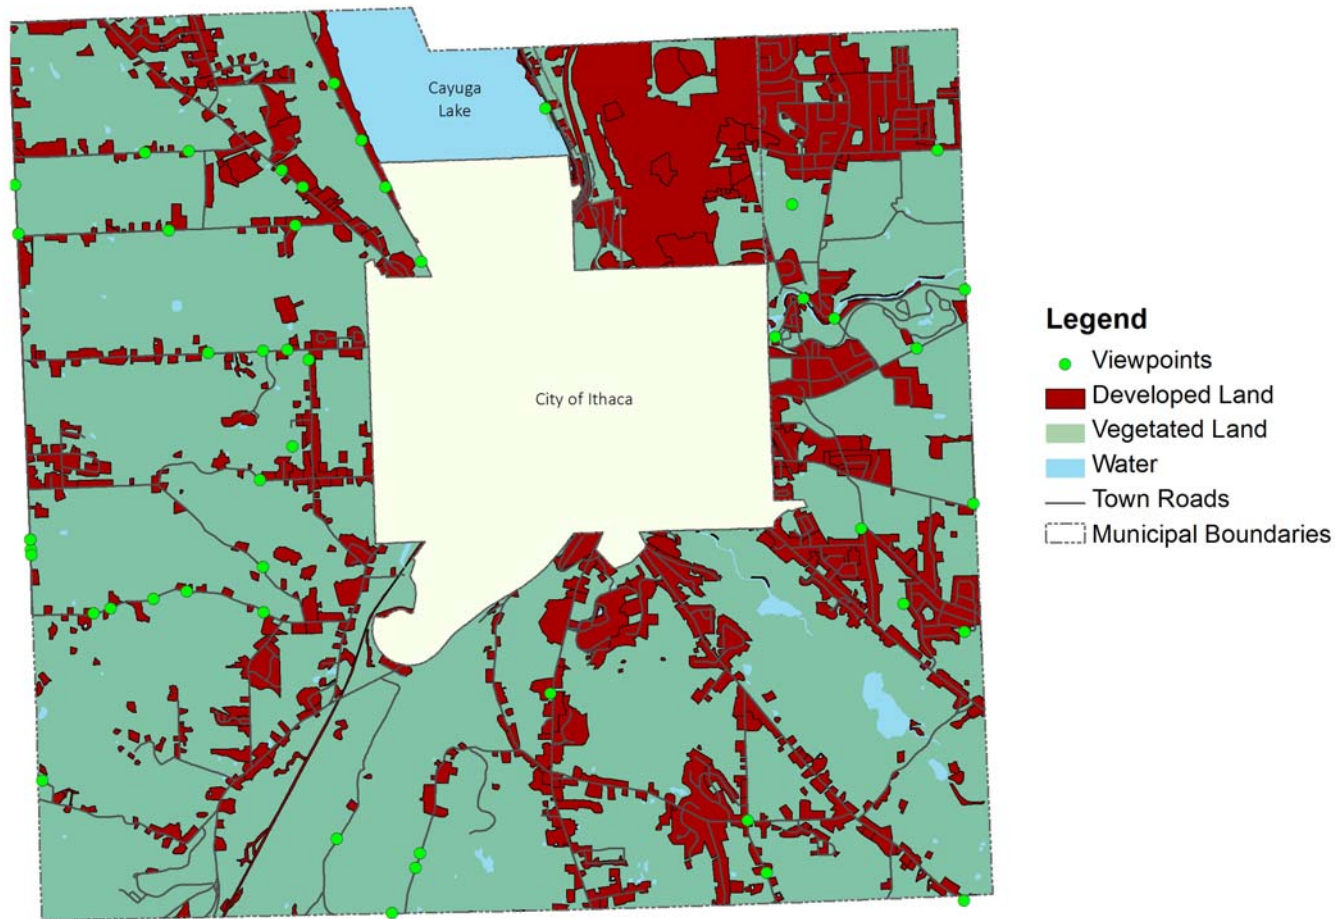 Cayuga
Lake
City of Ithaca
Legend
Viewpoints
Developed Land
Vegetated Land
Water
Town Roads
Municipal Boundaries